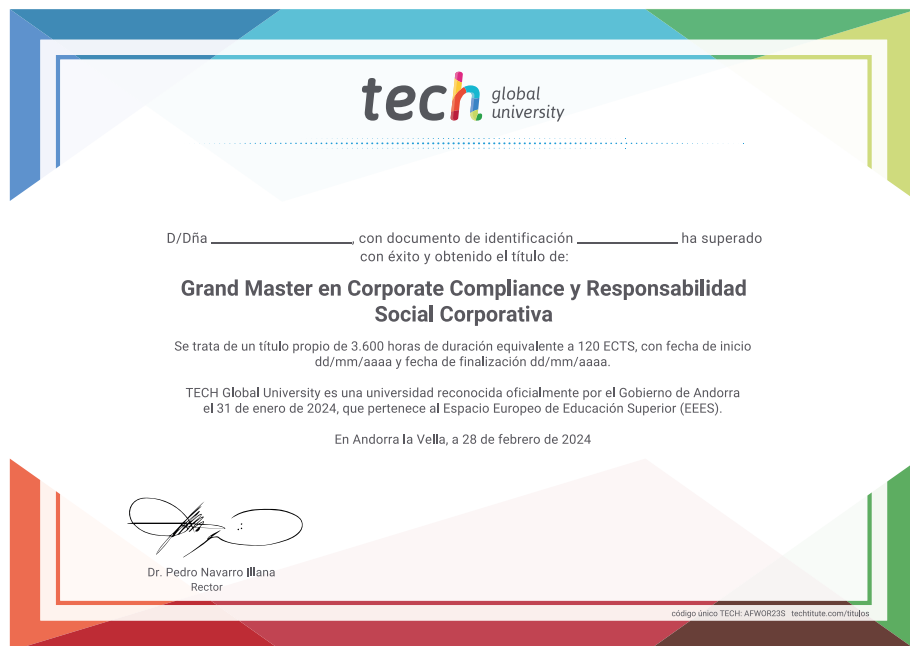 tech global university
D/Dña ____________________, con documento de identificación ______________ ha superado
con éxito y obtenido el título de:
Grand Master en Corporate Compliance y Responsabilidad
Social Corporativa
Se trata de un título propio de 3.600 horas de duración equivalente a 120 ECTS, con fecha de inicio
dd/mm/aaaa y fecha de finalización dd/mm/aaaa.
TECH Global University es una universidad reconocida oficialmente por el Gobierno de Andorra
el 31 de enero de 2024, que pertenece al Espacio Europeo de Educación Superior (EEES).
En Andorra la Vella, a 28 de febrero de 2024
Dr. Pedro Navarro Illana
Rector
código único TECH: AFWOR23S techtitute.com/titulos